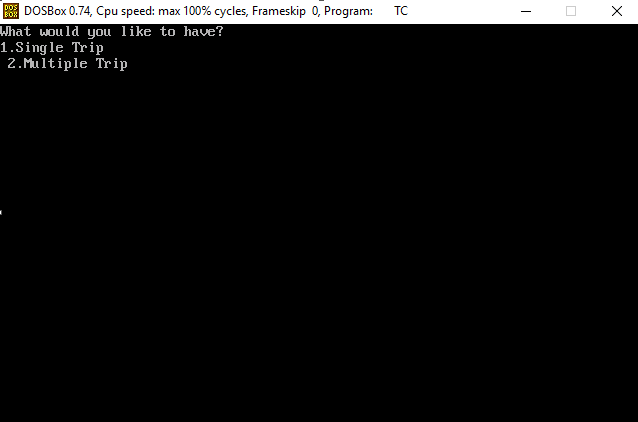 DOS
BOX
DOSBox 0.74, Cpu speed: max 100% cycles, Frameskip 0, Program: TC
What would you like to have?
1.Single Trip
2.Multiple Trip